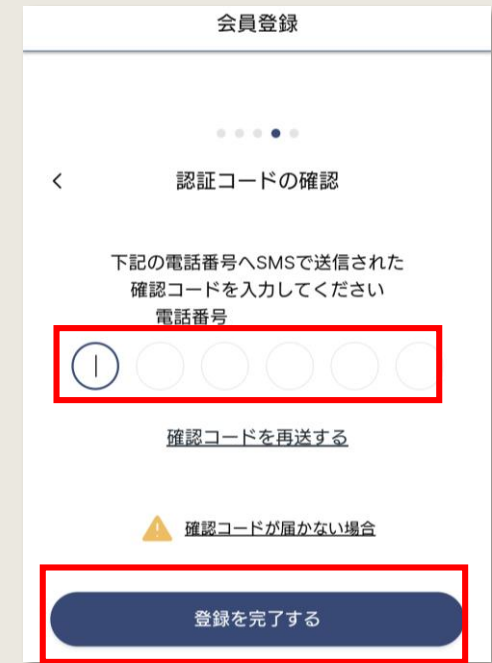 会員登録
認証コードの確認
下記の電話番号へSMSで送信された
確認コードを入力してください
電話番号
確認コードを再送する
確認コードが届かない場合
登録を完了する